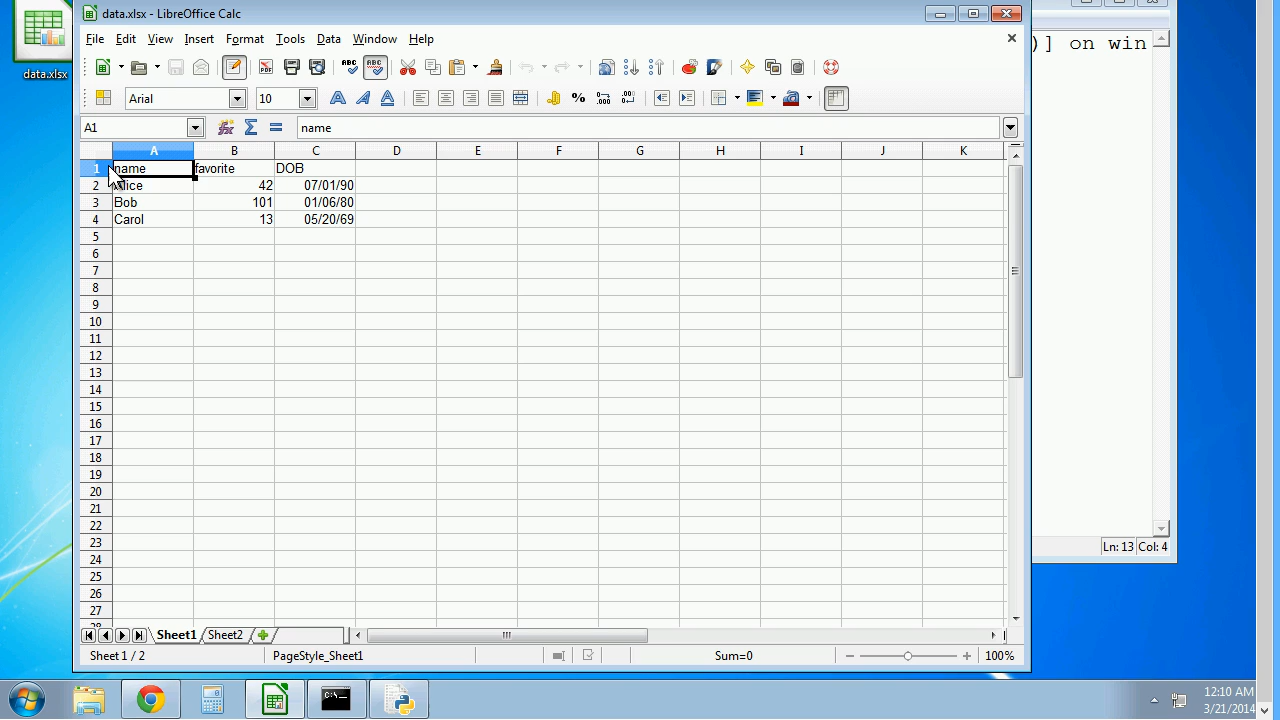 data.xlsx - LibreOffice Calc
File Edit View Insert Format Tools Data Window Help
)] on win
data.xlsx
Arial 10
A1 name
A B C D E F G H I J K
1 name favorite DOB
2 Alice 42 07/01/90
3 Bob 101 01/06/80
4 Carol 13 05/20/69
5
6
7
8
9
10
11
12
13
14
15
16
17
18
19
20
21
22
23
24
25
26
27
Sheet1 Sheet2
Ln: 13 Col: 4
Sheet 1 / 2 PageStyle_Sheet1 Sum=0 100%
12:10 AM
3/21/2014